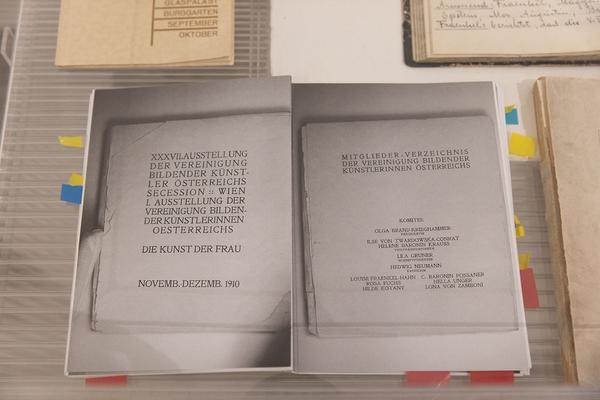 GLASPALAST
BURGGARTEN
SEPTEMBER
OKTOBER
XXXVII. AUSSTELLUNG
DER VEREINIGUNG
BILDENDER KÜNST-
LER ÖSTERREICHS
SECESSION :: WIEN
I. AUSSTELLUNG DER
VEREINIGUNG BILDEN-
DER KÜNSTLERINNEN
OESTERREICHS
DIE KUNST DER FRAU
NOVEMB.-DEZEMB. 1910
MITGLIEDER-VERZEICHNIS
DER VEREINIGUNG BILDENDER
KÜNSTLERINNEN ÖSTERREICHS
KOMITEE
OLGA BRAND-KRIEGHAMMER
PRÄSIDENTIN
ILSE VON TWARDOWSKA-CONRAT
HELENE BARONIN KRAUSS
LILA GRUNER
HEDWIG NEUMANN
LOUISE FRAENKEL-HAHN C. BARONIN POSSANER
ROSA FUCHS HELLA UNGER
HILDE KOTANY LONA VON ZAMBONI